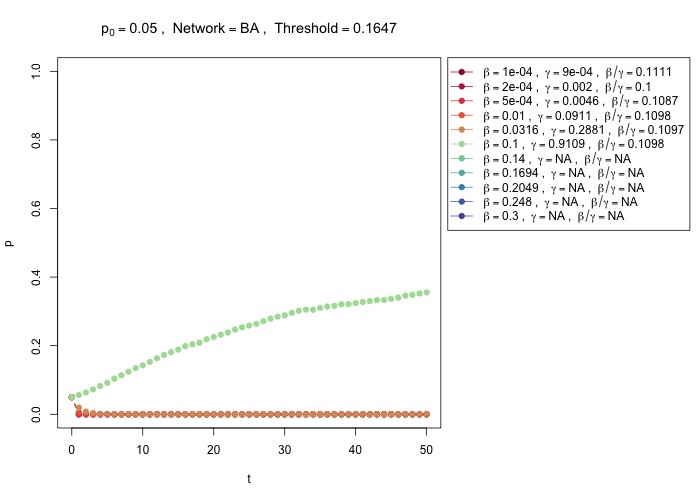 p0 = 0.05 , Network = BA , Threshold = 0.1647
β = 1e-04 , γ = 9e-04 , β/γ = 0.1111
β = 2e-04 , γ = 0.002 , β/γ = 0.1
β = 5e-04 , γ = 0.0046 , β/γ = 0.1087
β = 0.01 , γ = 0.0911 , β/γ = 0.1098
β = 0.0316 , γ = 0.2881 , β/γ = 0.1097
β = 0.1 , γ = 0.9109 , β/γ = 0.1098
β = 0.14 , γ = NA , β/γ = NA
β = 0.1694 , γ = NA , β/γ = NA
β = 0.2049 , γ = NA , β/γ = NA
β = 0.248 , γ = NA , β/γ = NA
β = 0.3 , γ = NA , β/γ = NA
1.0
0.8
0.6
0.4
0.2
0.0
p
0 10 20 30 40 50
t